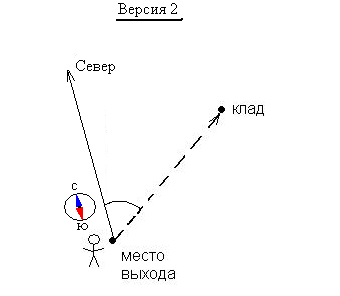 Версия 2
Север
клад
с
ю
место
выхода